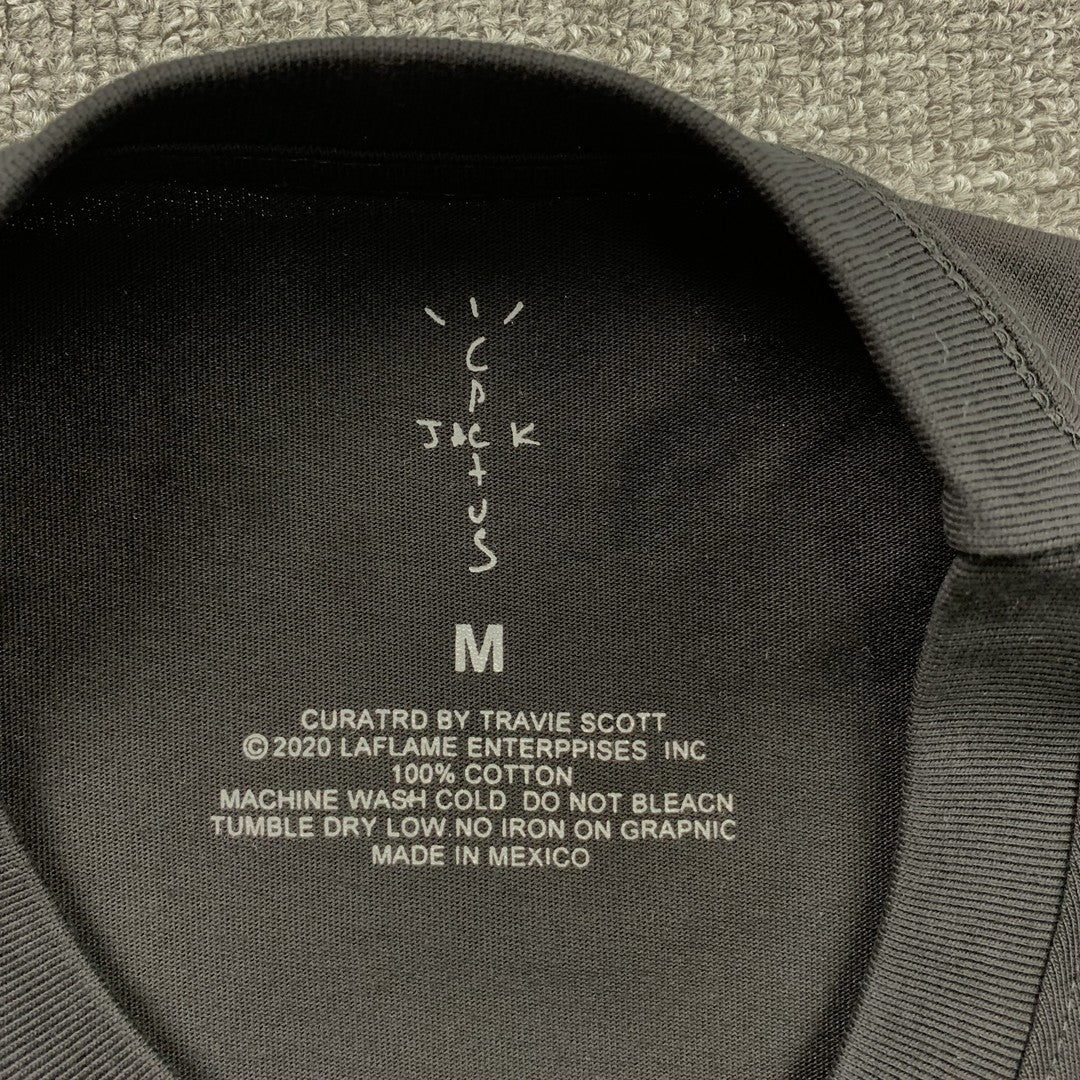 CACTUS
JACK
M
CURATRD BY TRAVIE SCOTT
©2020 LAFLAME ENTERPPISES INC
100% COTTON
MACHINE WASH COLD DO NOT BLEACN
TUMBLE DRY LOW.NO IRON ON GRAPNIC
MADE IN MEXICO